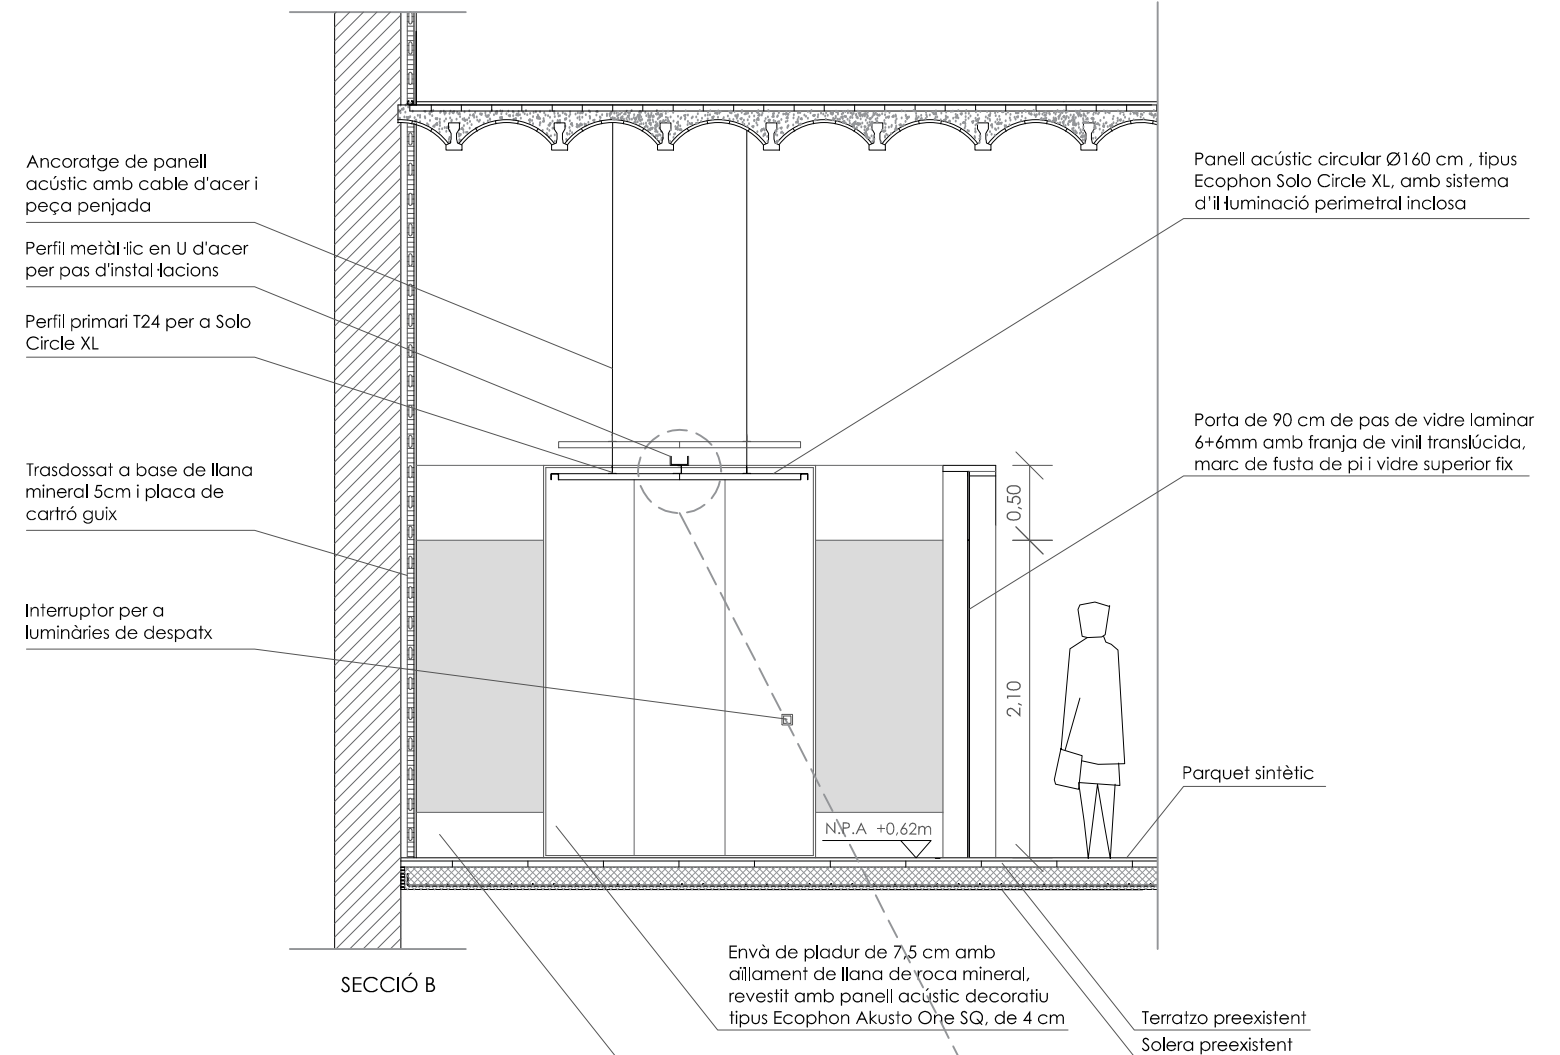 Ancoratge de panell
acústic amb cable d'acer i
peça penjada
Perfil metàl·lic en U d'acer
per pas d'instal·lacions
Perfil primari T24 per a Solo
Circle XL
Trasdossat a base de llana
mineral 5cm i placa de
cartró guix
Interruptor per a
luminàries de despatx
Panell acústic circular Ø160 cm , tipus
Ecophon Solo Circle XL, amb sistema
d'il·luminació perimetral inclosa
Porta de 90 cm de pas de vidre laminar
6+6mm amb franja de vinil translúcida,
marc de fusta de pi i vidre superior fix
0,50
2,10
Parquet sintètic
N.P.A +0,62m
Envà de pladur de 7,5 cm amb
aïllament de llana de roca mineral,
revestit amb panell acústic decoratiu
tipus Ecophon Akusto One SQ, de 4 cm
Terratzo preexistent
Solera preexistent
SECCIÓ B